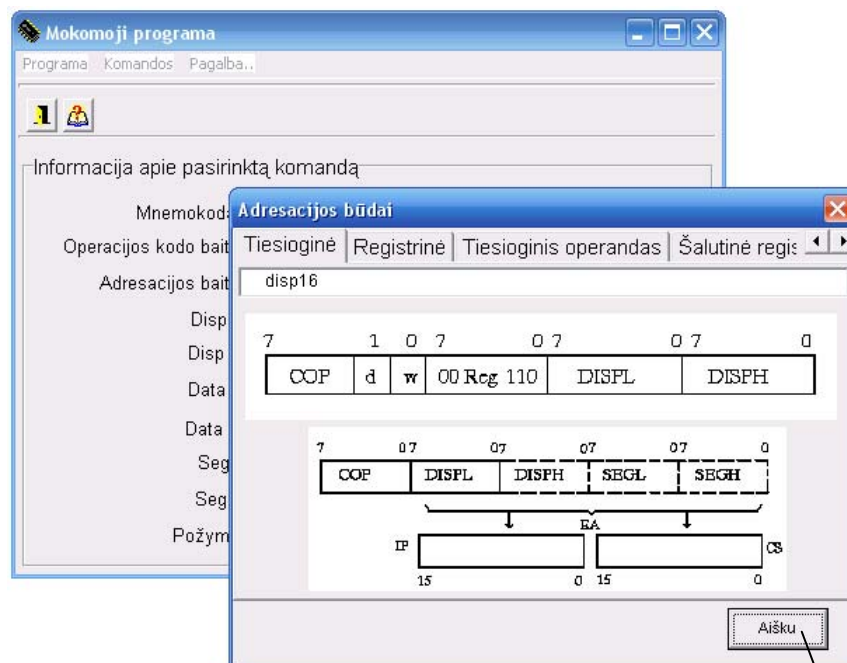 Mokomoji programa
Programa Komandos Pagalba..
Informacija apie pasirinktą komandą
Mnemokod
Operacijos kodo bait
Adresacijos bait
Disp
Disp
Data
Data
Seg
Seg
Požym
Adresacijos būdai
Tiesioginė Registrinė Tiesioginis operandas Šalutinė regis
disp16
7 1 0 7 0 7 0 7 0
COP d w 00 Reg 110 DISPL DISPH
7 0 7 0 7 0 7 0 7 0
COP DISPL DISPH SEGL SEGH
EA
IP CS
15 0 15 0
Aišku